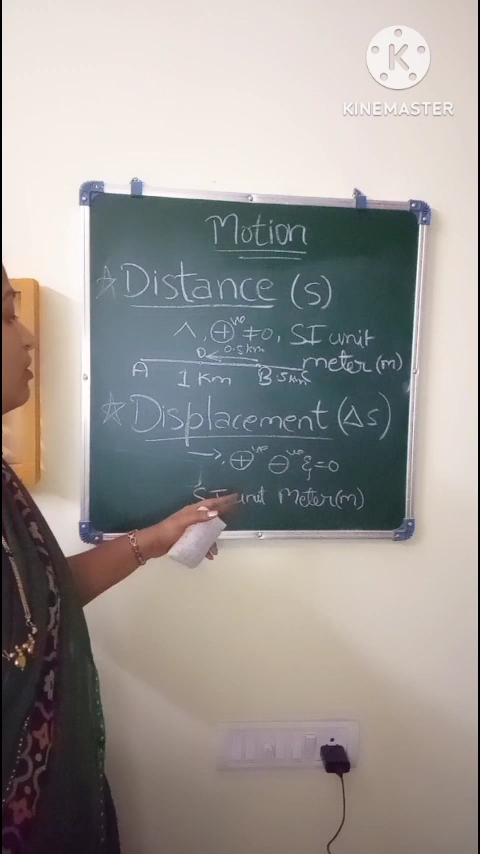 K
KINEMASTER
Motion
☆ Distance (s)
^, ⊕ve ≠0, SI unit
meter(m)
D 0.5km
A 1 Km B .5km
☆ Displacement (Δs)
→, ⊕ve ⊖ve & =0
SI unit Meter(m)